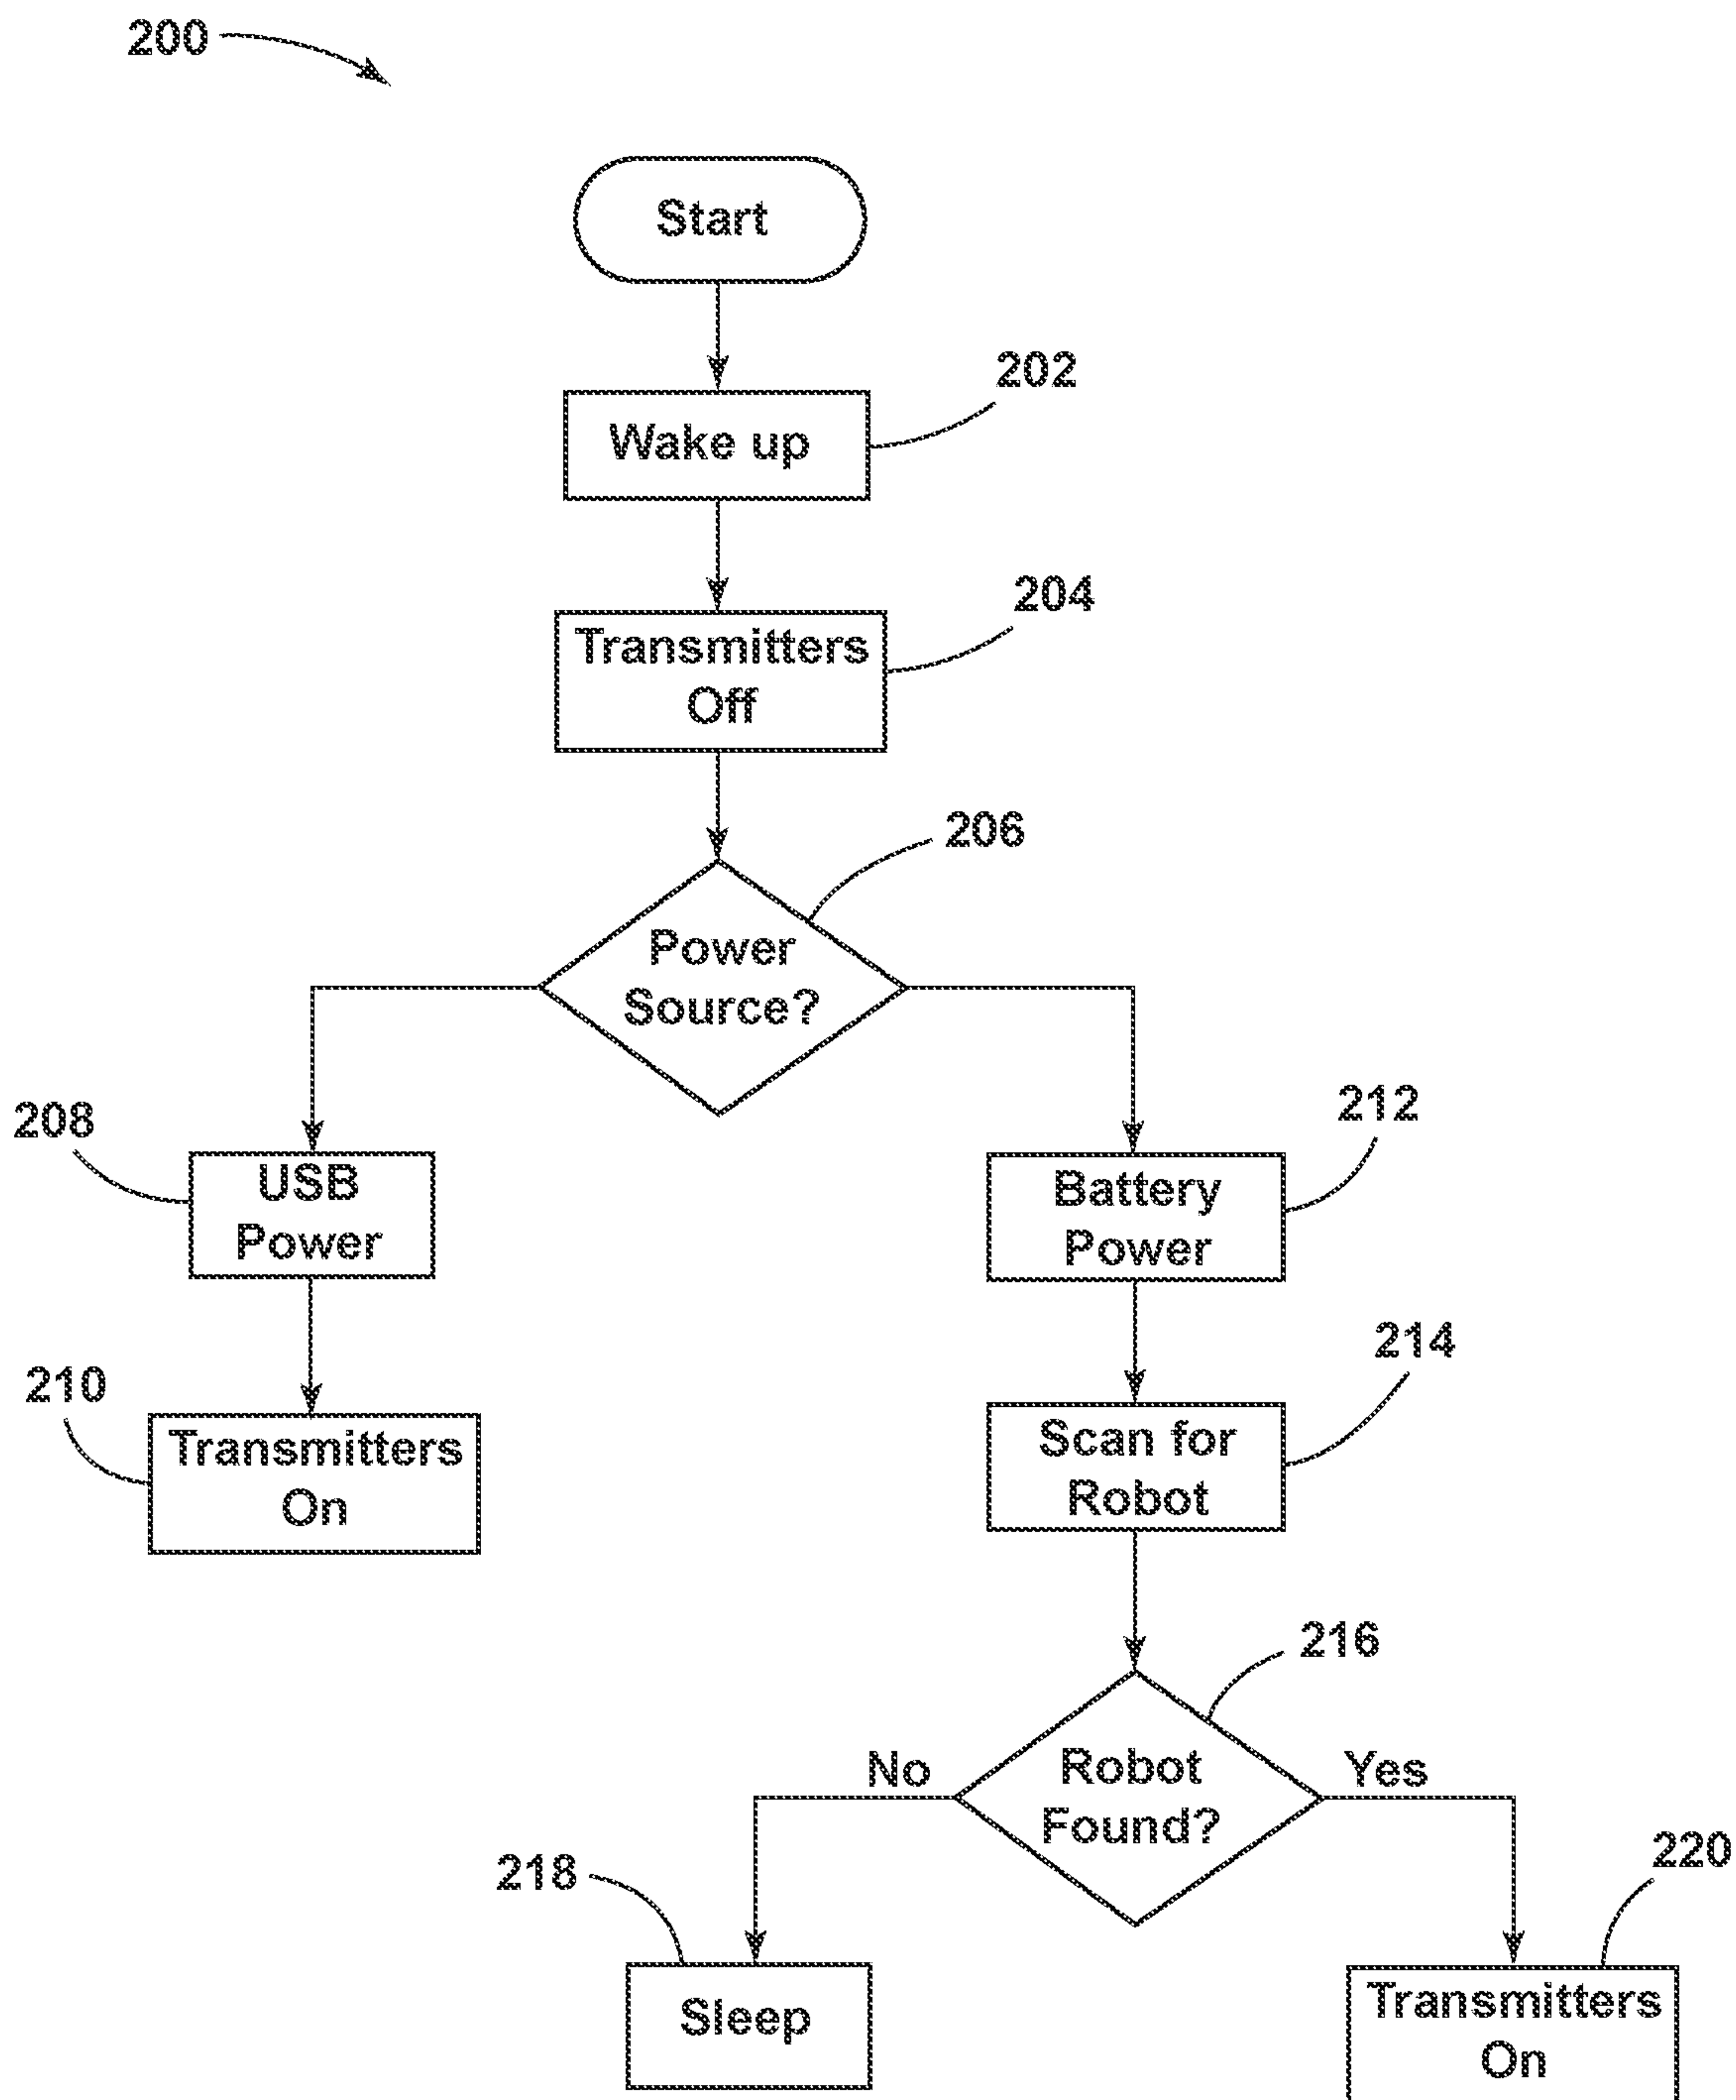 200
Start
202
Wake up
204
Transmitters
Off
206
Power
Source?
208
USB
Power
212
Battery
Power
210
Transmitters
On
214
Scan for
Robot
216
Robot
Found?
No
Yes
218
Sleep
220
Transmitters
On